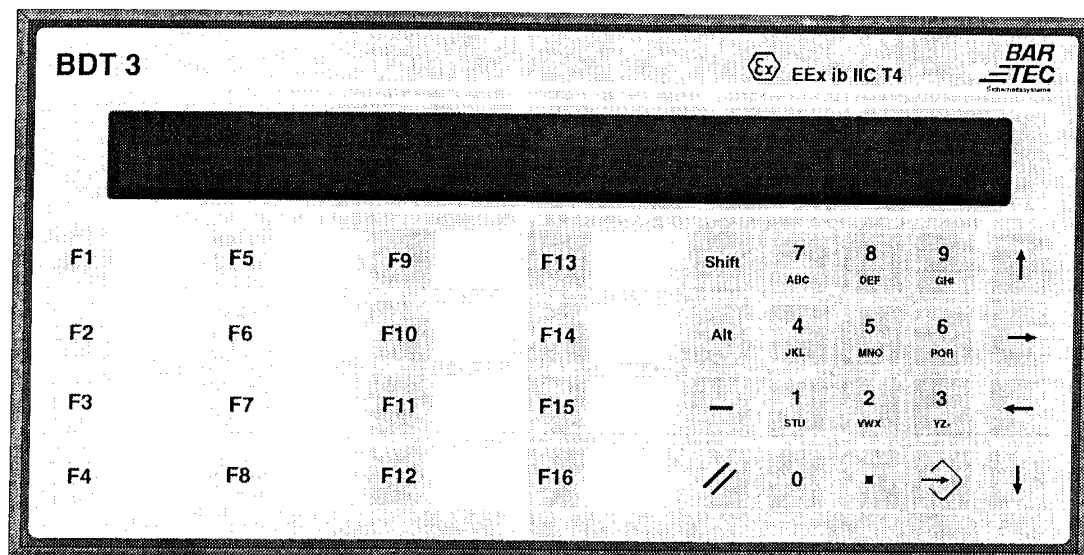 BDT 3
Ex EEx ib IIC T4
BAR
TEC
Sicherheitssysteme
F1 F5 F9 F13 Shift 7 8 9 ↑
ABC DEF GHI
F2 F6 F10 F14 Alt 4 5 6 →
JKL MNO PQR
F3 F7 F11 F15 – 1 2 3 ←
STU VWX YZ
F4 F8 F12 F16 // 0 . ↓